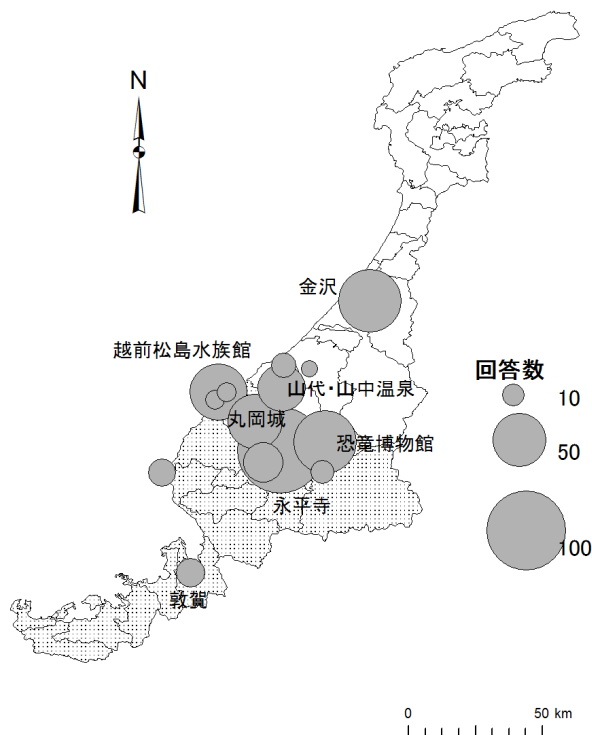 N
金沢
越前松島水族館
回答数
山代・山中温泉
10
丸岡城
恐竜博物館
50
永平寺
100
敦賀
0 50 km